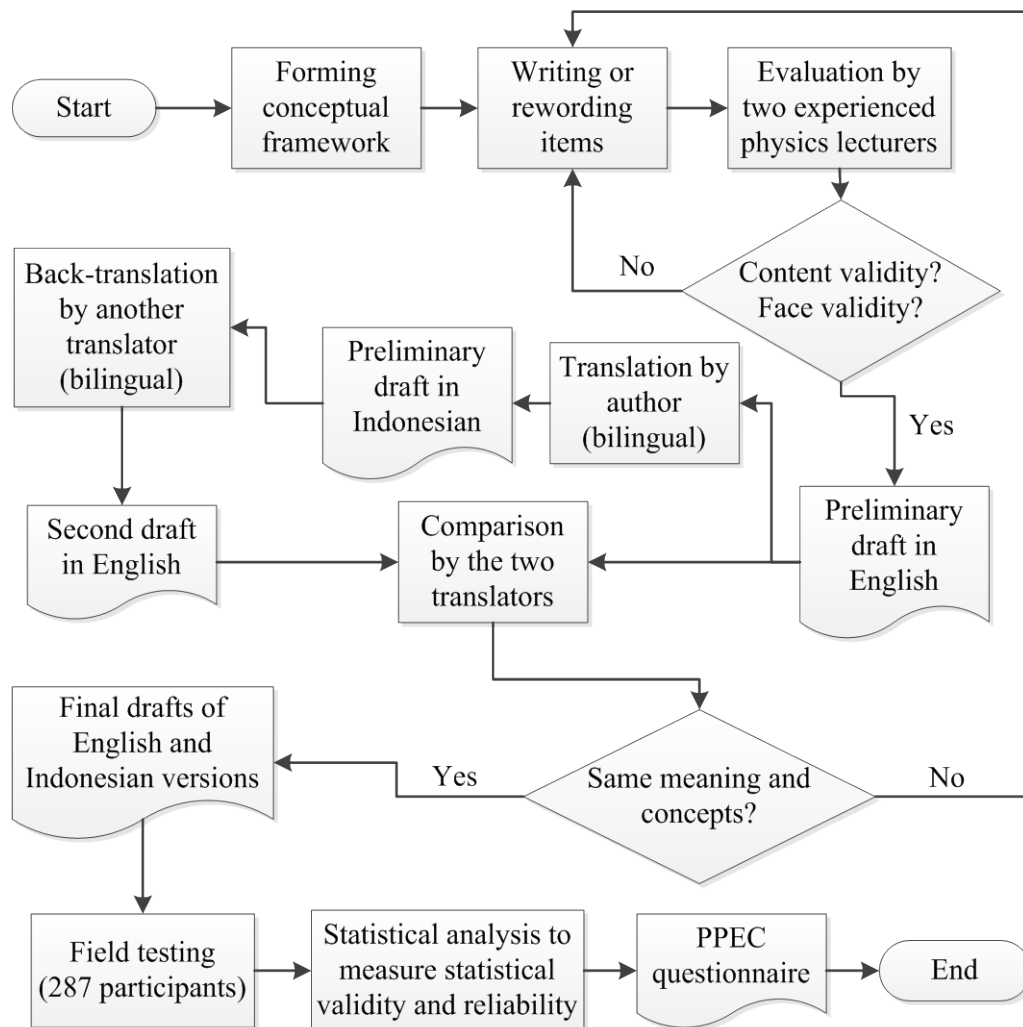 Start
Forming
conceptual
framework
Writing or
rewording
items
Evaluation by
two experienced
physics lecturers
Content validity?
Face validity?
No
Yes
Back-translation
by another
translator
(bilingual)
Preliminary
draft in
Indonesian
Translation by
author
(bilingual)
Preliminary
draft in
English
Second draft
in English
Comparison
by the two
translators
Same meaning and
concepts?
Yes
No
Final drafts of
English and
Indonesian versions
Field testing
(287 participants)
Statistical analysis to
measure statistical
validity and reliability
PPEC
questionnaire
End